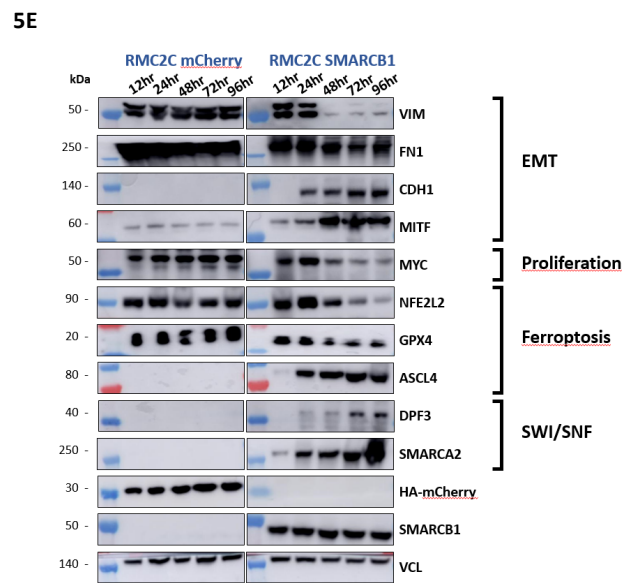 5E
RMC2C mCherry RMC2C SMARCB1
kDa 12hr 24hr 48hr 72hr 96hr 12hr 24hr 48hr 72hr 96hr
50 - VIM
250 - FN1
EMT
140 - CDH1
60 - MITF
50 - MYC Proliferation
90 - NFE2L2
20 - GPX4 Ferroptosis
80 - ASCL4
40 - DPF3
SWI/SNF
250 - SMARCA2
30 - HA-mCherry
50 - SMARCB1
140 - VCL